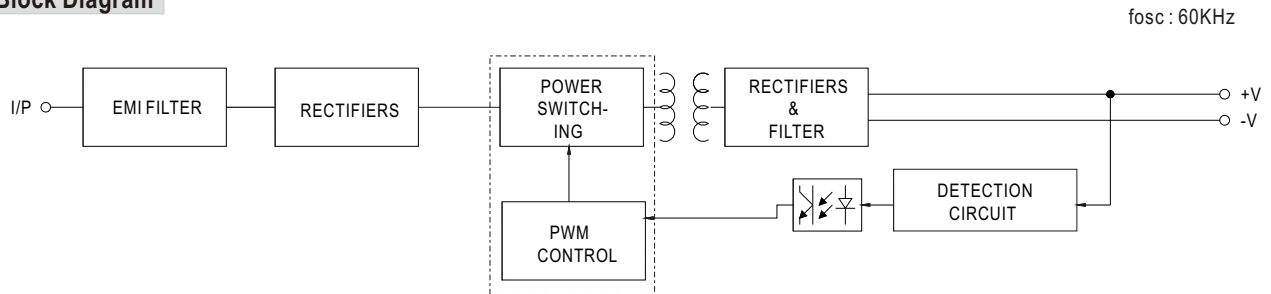 Block Diagram
fosc : 60KHz
I/P
EMI FILTER
RECTIFIERS
POWER
SWITCH-
ING
RECTIFIERS
&
FILTER
+V
-V
PWM
CONTROL
DETECTION
CIRCUIT